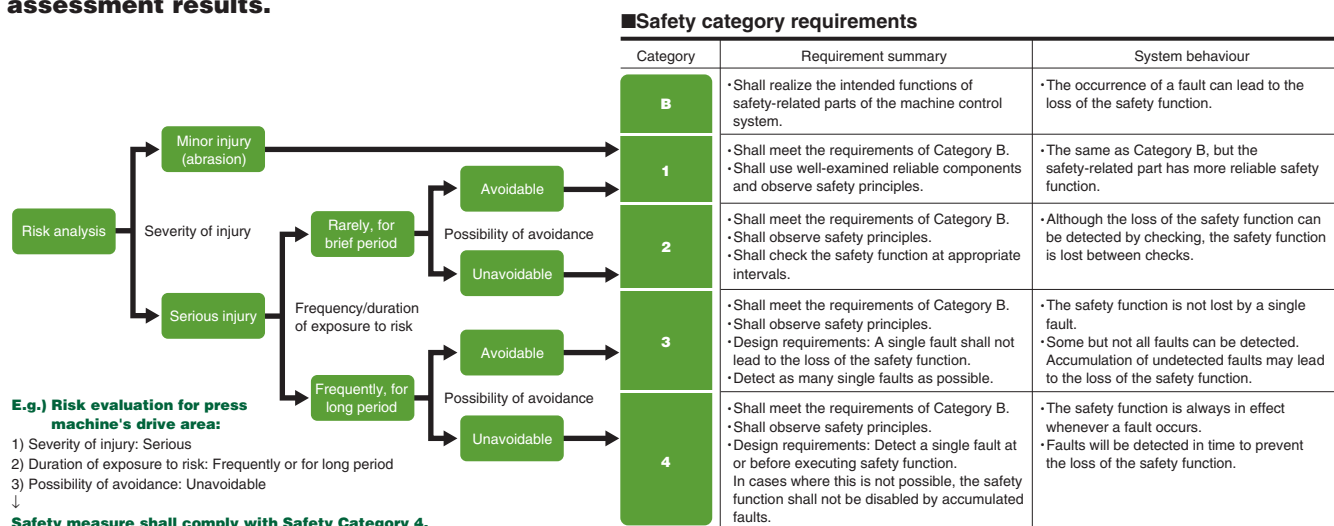 assessment results.
■Safety category requirements
Category Requirement summary System behaviour
B
・Shall realize the intended functions of
safety-related parts of the machine control
system.
・The occurrence of a fault can lead to the
loss of the safety function.
1
・Shall meet the requirements of Category B.
・Shall use well-examined reliable components
and observe safety principles.
・The same as Category B, but the
safety-related part has more reliable safety
function.
2
・Shall meet the requirements of Category B.
・Shall observe safety principles.
・Shall check the safety function at appropriate
intervals.
・Although the loss of the safety function can
be detected by checking, the safety function
is lost between checks.
3
・Shall meet the requirements of Category B.
・Shall observe safety principles.
・Design requirements: A single fault shall not
lead to the loss of the safety function.
・Detect as many single faults as possible.
・The safety function is not lost by a single
fault.
・Some but not all faults can be detected.
Accumulation of undetected faults may lead
to the loss of the safety function.
4
・Shall meet the requirements of Category B.
・Shall observe safety principles.
・Design requirements: Detect a single fault at
or before executing safety function.
In cases where this is not possible, the safety
function shall not be disabled by accumulated
faults.
・The safety function is always in effect
whenever a fault occurs.
・Faults will be detected in time to prevent
the loss of the safety function.
Risk analysis
Severity of injury
Minor injury
(abrasion)
Serious injury
Frequency/duration
of exposure to risk
Rarely, for
brief period
Frequently, for
long period
Avoidable
Possibility of avoidance
Unavoidable
Avoidable
Possibility of avoidance
Unavoidable
E.g.) Risk evaluation for press
machine's drive area:
1) Severity of injury: Serious
2) Duration of exposure to risk: Frequently or for long period
3) Possibility of avoidance: Unavoidable
↓
Safety measure shall comply with Safety Category 4.